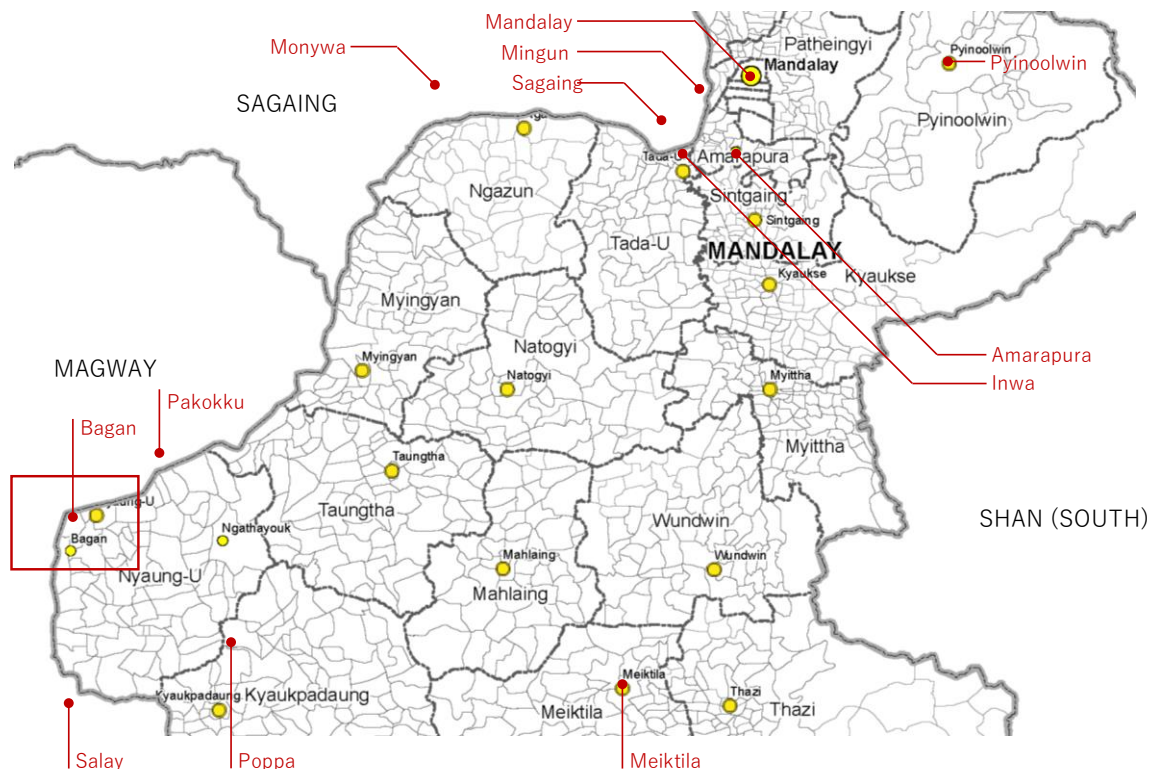 Mandalay
Monywa
Mingun
Sagaing
Patheingyi
Mandalay
Pyinoolwin
Pyinoolwin
Pyinoolwin
SAGAING
Tada-U
Amarapura
Ngazun
Sintgaing
Sintgaing
Tada-U
MANDALAY
Kyaukse
Kyaukse
Myingyan
Natogyi
Amarapura
Inwa
Myingyan
Natogyi
Myittha
MAGWAY
Pakokku
Bagan
Myittha
Taungtha
Taungtha
Wundwin
SHAN (SOUTH)
Bagan
Ngathayouk
Nyaung-U
Mahlaing
Mahlaing
Wundwin
Kyaukpadaung
Kyaukpadaung
Meiktila
Meiktila
Thazi
Thazi
Salay
Poppa
Meiktila